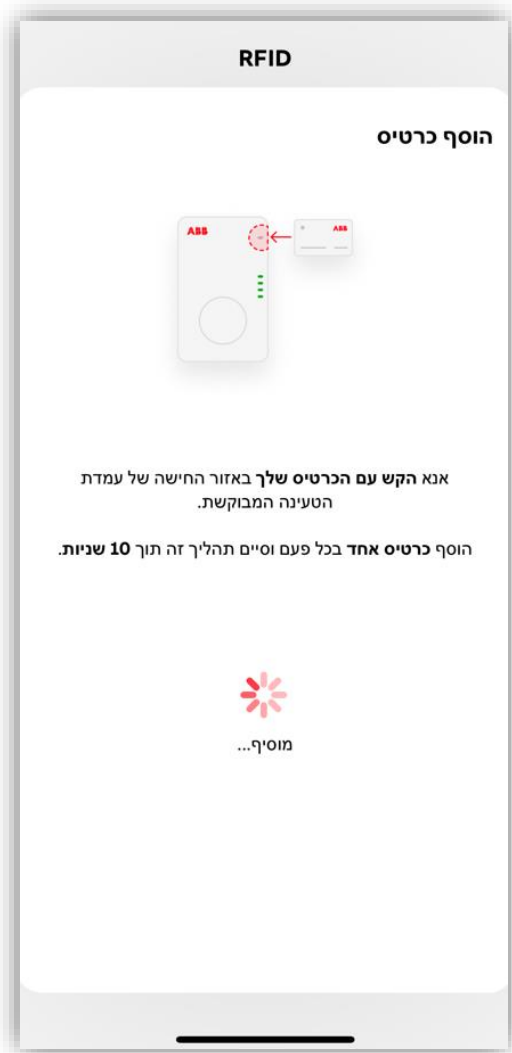 RFID
הוסף כרטיס
ABB
ABB
אנא הקש עם הכרטיס שלך באזור החישה של עמדת
הטעינה המבוקשת.
הוסף כרטיס אחד בכל פעם וסיים תהליך זה תוך 10 שניות.
מוסיף...